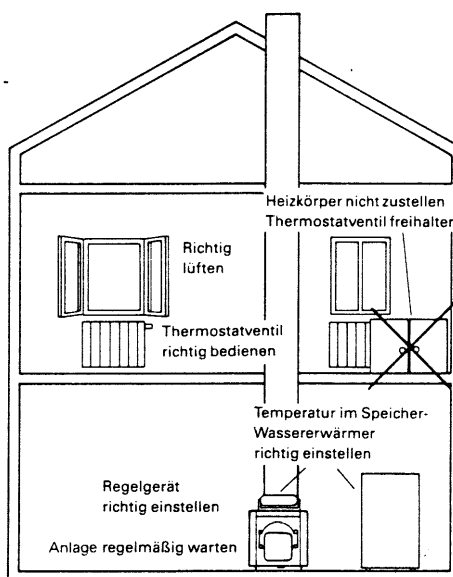 Heizkörper nicht zustellen
Thermostatventil freihalten
Richtig
lüften
Thermostatventil
richtig bedienen
Temperatur im Speicher-
Wassererwärmer
richtig einstellen
Regelgerät
richtig einstellen
Anlage regelmäßig warten